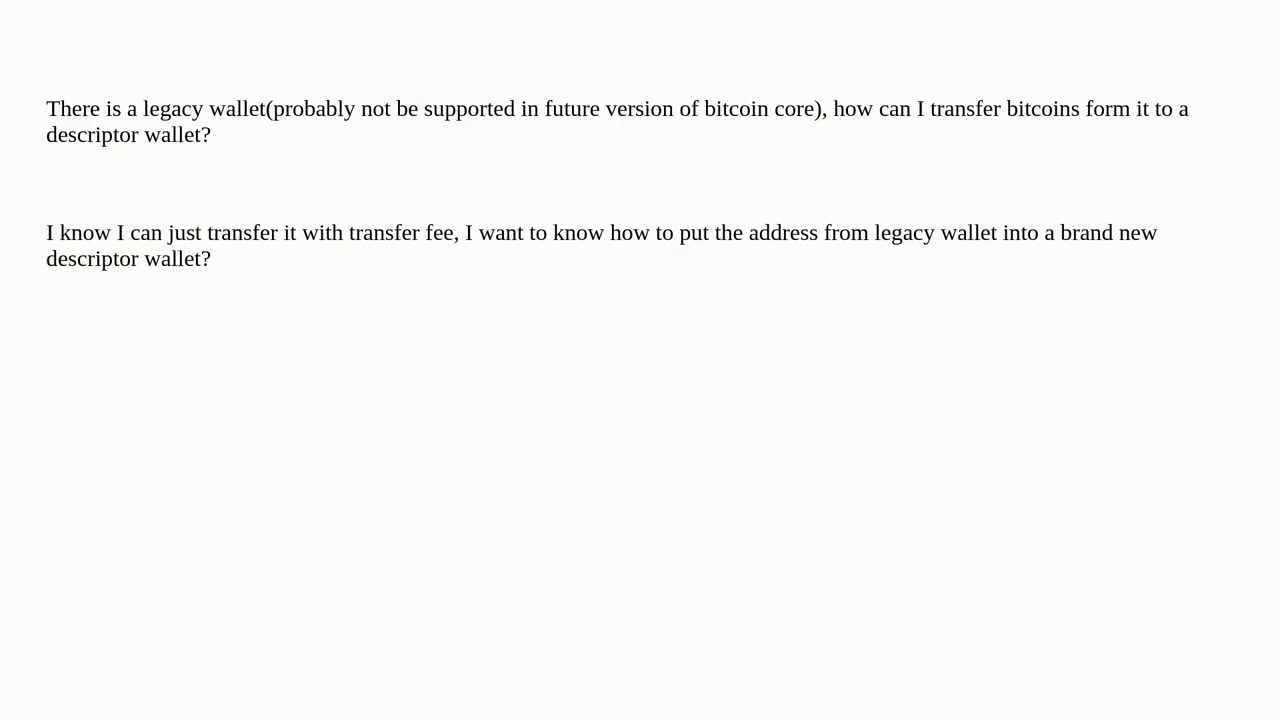 There is a legacy wallet(probably not be supported in future version of bitcoin core), how can I transfer bitcoins form it to a
descriptor wallet?
I know I can just transfer it with transfer fee, I want to know how to put the address from legacy wallet into a brand new
descriptor wallet?